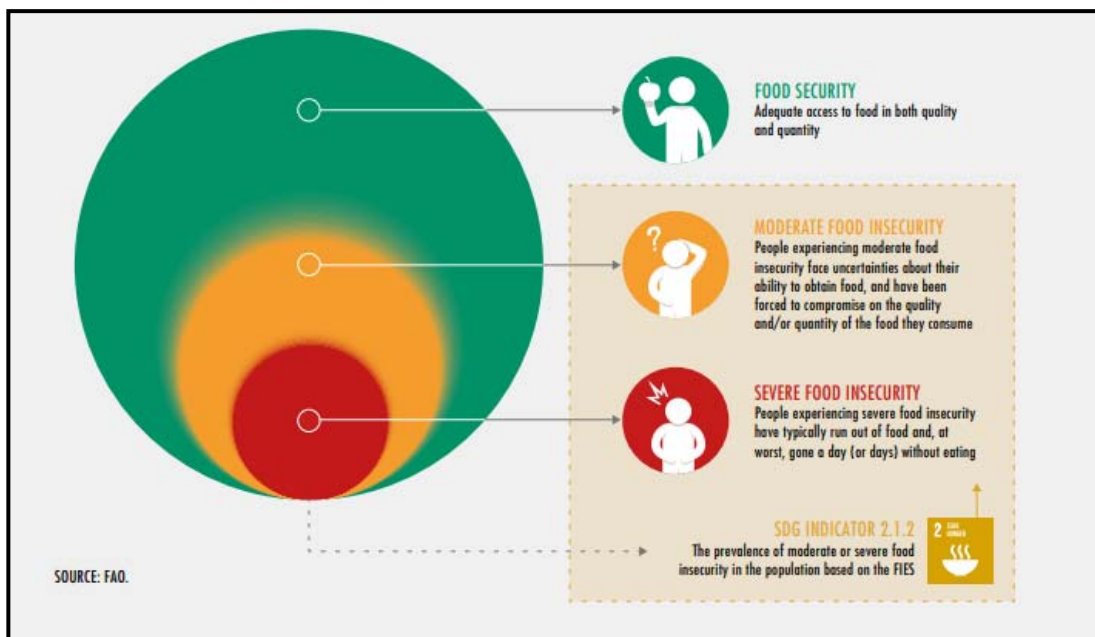 FOOD SECURITY
Adequate access to food in both quality
and quantity
?
MODERATE FOOD INSECURITY
People experiencing moderate food
insecurity face uncertainties about their
ability to obtain food, and have been
forced to compromise on the quality
and/or quantity of the food they consume
SEVERE FOOD INSECURITY
People experiencing severe food insecurity
have typically run out of food and, at
worst, gone a day (or days) without eating
SDG INDICATOR 2.1.2
The prevalence of moderate or severe food
insecurity in the population based on the FIES
2 ZERO
HUNGER
SOURCE: FAO.